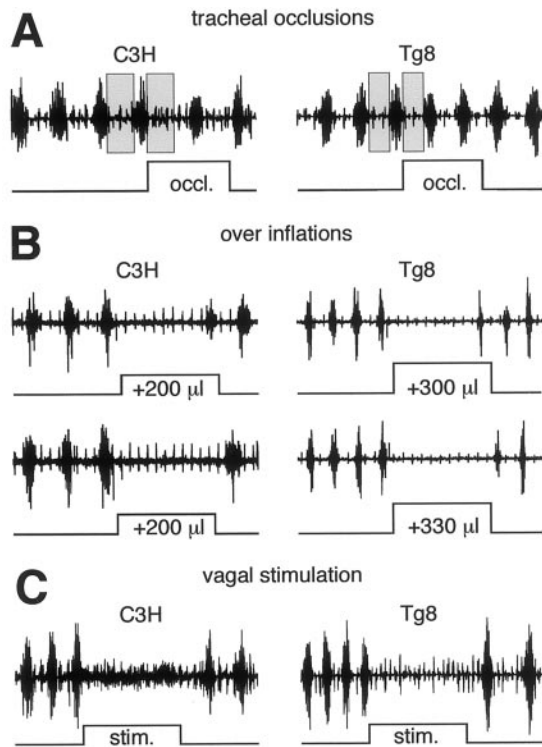 A tracheal occlusions
C3H Tg8
occl. occl.
B over inflations
C3H Tg8
+200 µl +300 µl
+200 µl +330 µl
C vagal stimulation
C3H Tg8
stim. stim.